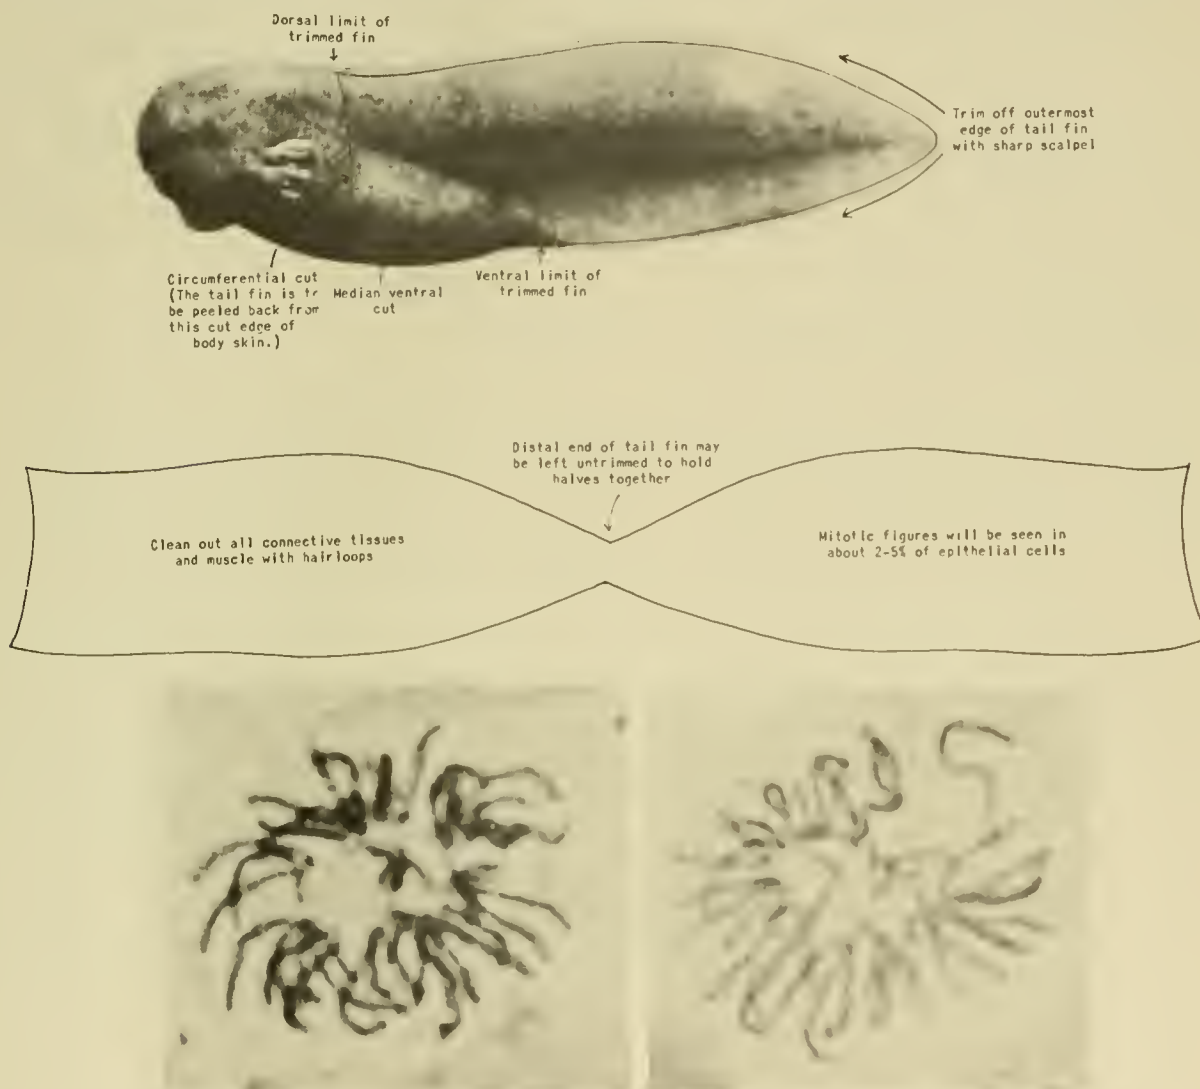 Dorsal limit of
trimmed fin
Trim off outermost
edge of tail fin
with sharp scalpel
Circumferential cut
(The tail fin is to
be peeled back from
this cut edge of
body skin.)
Median ventral
cut
Ventral limit of
trimmed fin
Distal end of tail fin may
be left untrimmed to hold
halves together
Clean out all connective tissues
and muscle with hairloops
Mitotic figures will be seen in
about 2-5% of epithelial cells